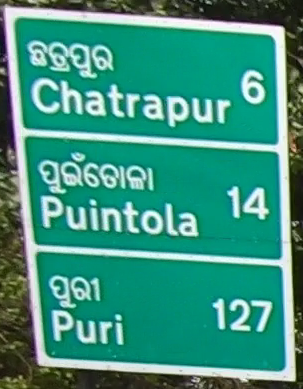 ଛତ୍ରପୁର
Chatrapur 6
ପୁଇଁତୋଳା
Puintola 14
ପୁରୀ
Puri 127